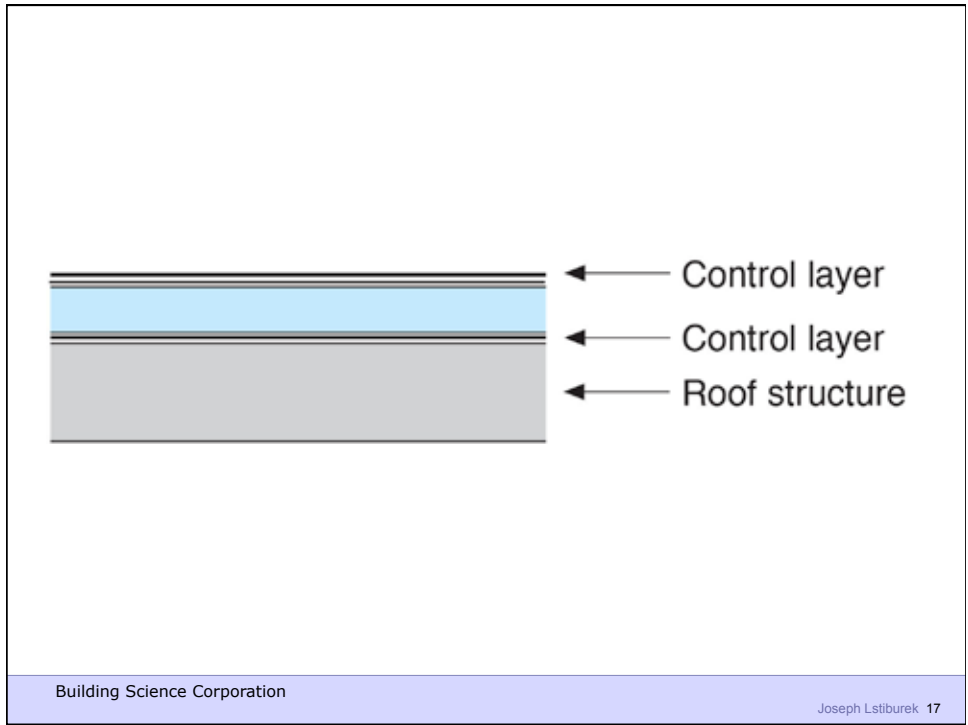 Control layer
Control layer
Roof structure
Building Science Corporation
Joseph Lstiburek 17